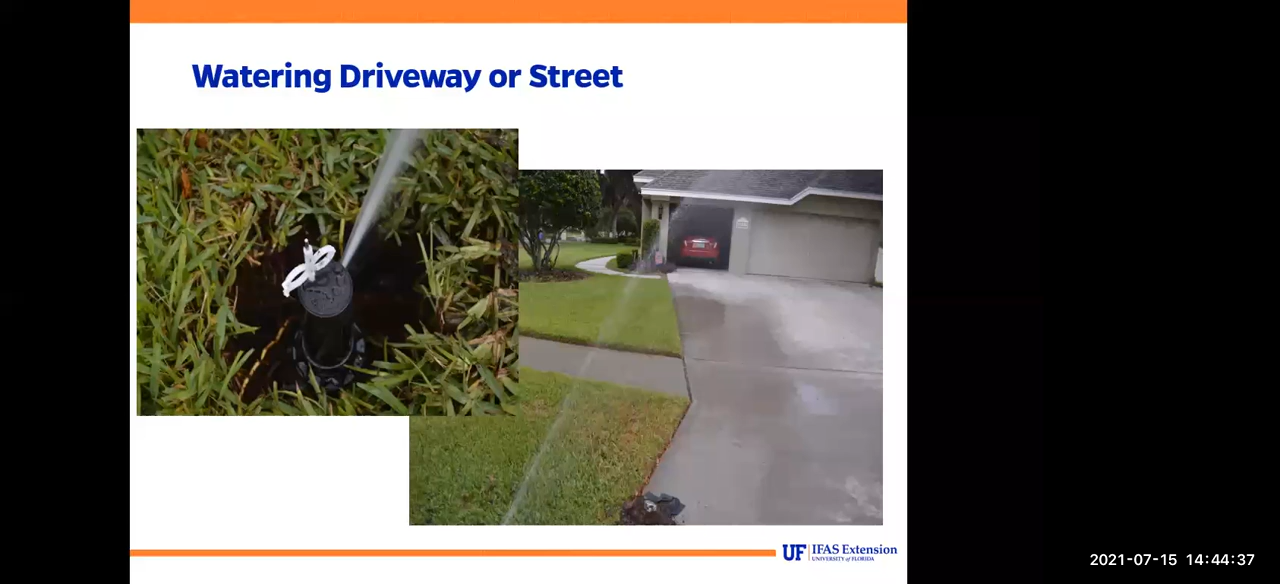 Watering Driveway or Street
UF IFAS Extension
UNIVERSITY of FLORIDA
2021-07-15 14:44:37